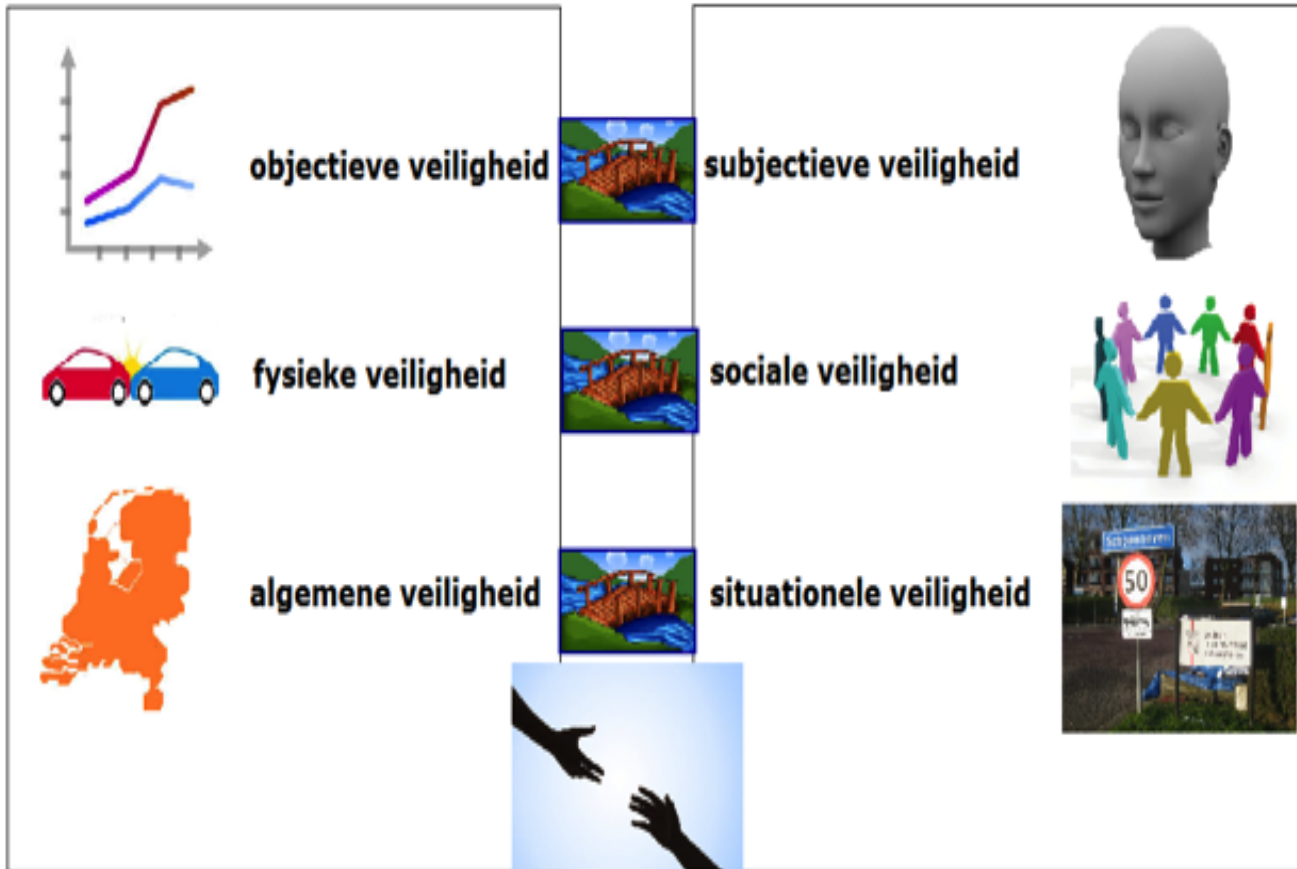 objectieve veiligheid
subjectieve veiligheid
fysieke veiligheid
sociale veiligheid
algemene veiligheid
situationele veiligheid
50